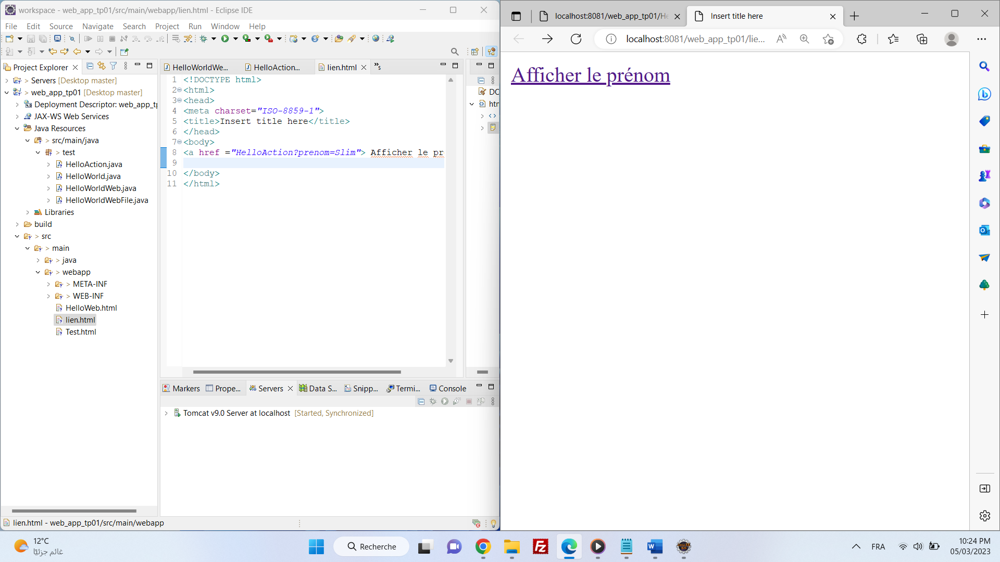 workspace - web_app_tp01/src/main/webapp/lien.html - Eclipse IDE
File Edit Source Navigate Search Project Run Window Help
Project Explorer
Servers [Desktop master]
web_app_tp01 [Desktop master]
Deployment Descriptor: web_app_t
JAX-WS Web Services
Java Resources
> src/main/java
> test
HelloAction.java
HelloWorld.java
HelloWorldWeb.java
HelloWorldWebFile.java
Libraries
build
> src
> main
> java
> webapp
> META-INF
> WEB-INF
HelloWeb.html
lien.html
Test.html
HelloWorldWe... HelloAction... lien.html »5
1 <!DOCTYPE html>
2 <html>
3 <head>
4 <meta charset="ISO-8859-1">
5 <title>Insert title here</title>
6 </head>
7 <body>
8 <a href ="HelloAction?prenom=Slim"> Afficher le pr
9
10 </body>
11 </html>
DC
htm
Markers Prope... Servers Data S... Snipp... Termi... Console
Tomcat v9.0 Server at localhost [Started, Synchronized]
lien.html - web_app_tp01/src/main/webapp
localhost:8081/web_app_tp01/He
Insert title here
localhost:8081/web_app_tp01/lie...
Afficher le prénom
12°C
غائم جزئيًا
Recherche
FRA
10:24 PM
05/03/2023